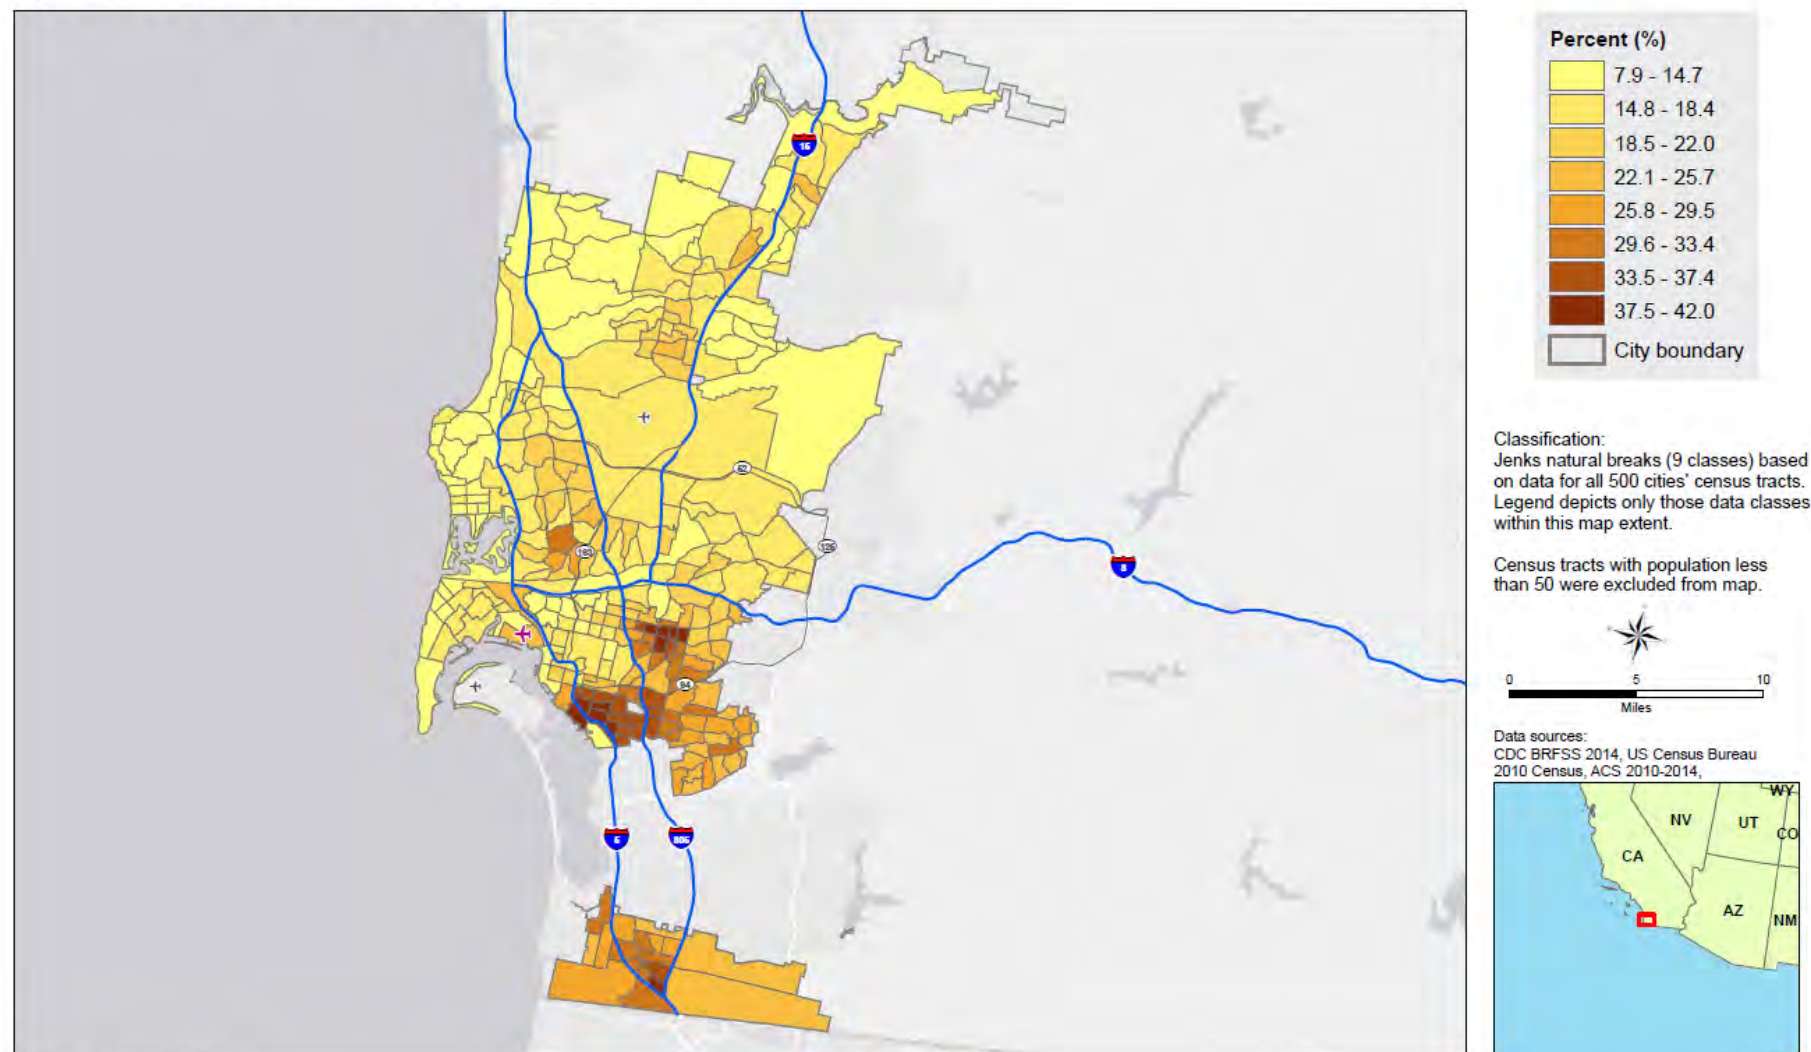 Percent (%)
7.9 - 14.7
14.8 - 18.4
18.5 - 22.0
22.1 - 25.7
25.8 - 29.5
29.6 - 33.4
33.5 - 37.4
37.5 - 42.0
City boundary
15
52
163
125
8
94
5
805
Classification:
Jenks natural breaks (9 classes) based
on data for all 500 cities' census tracts.
Legend depicts only those data classes
within this map extent.
Census tracts with population less
than 50 were excluded from map.
0 5 10
Miles
Data sources:
CDC BRFSS 2014, US Census Bureau
2010 Census, ACS 2010-2014,
WY
NV
UT
CO
CA
AZ
NM